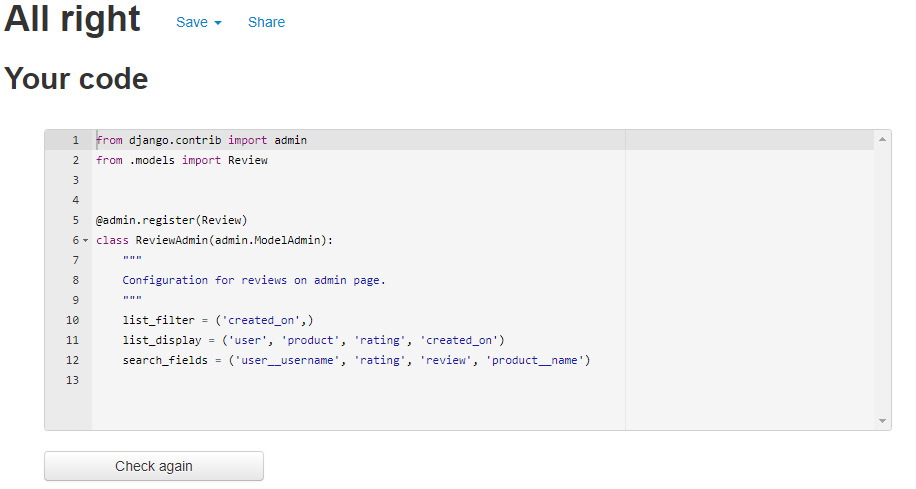 All right Save Share
Your code
1 from django.contrib import admin
2 from .models import Review
3
4
5 @admin.register(Review)
6 class ReviewAdmin(admin.ModelAdmin):
7     """
8     Configuration for reviews on admin page.
9     """
10     list_filter = ('created_on',)
11     list_display = ('user', 'product', 'rating', 'created_on')
12     search_fields = ('user__username', 'rating', 'review', 'product__name')
13
Check again